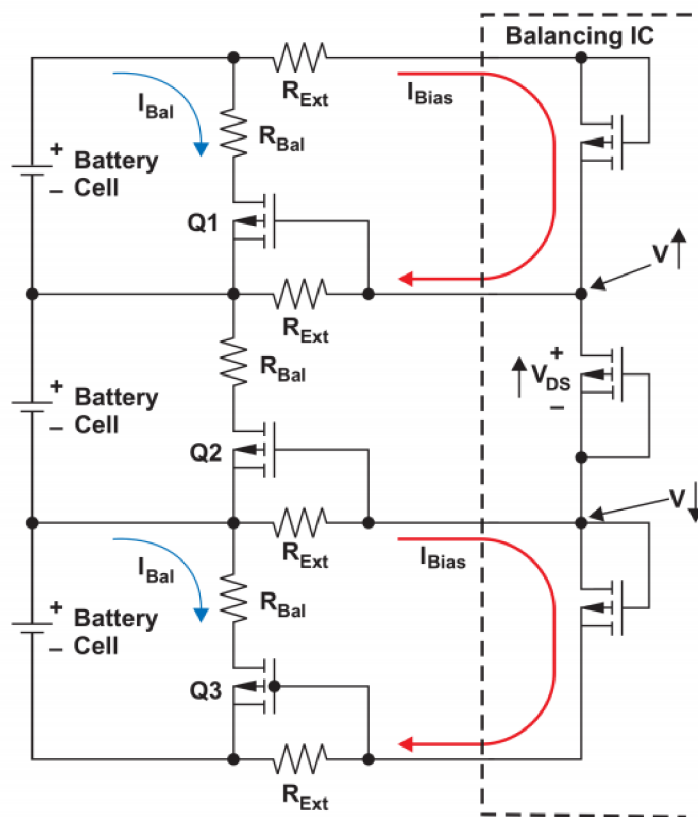 Balancing IC
R_Ext
I_Bias
I_Bal
R_Bal
+ Battery
– Cell
Q1
V
R_Ext
R_Bal
+
V_DS
–
+ Battery
– Cell
Q2
V
R_Ext
I_Bias
I_Bal
R_Bal
+ Battery
– Cell
Q3
R_Ext